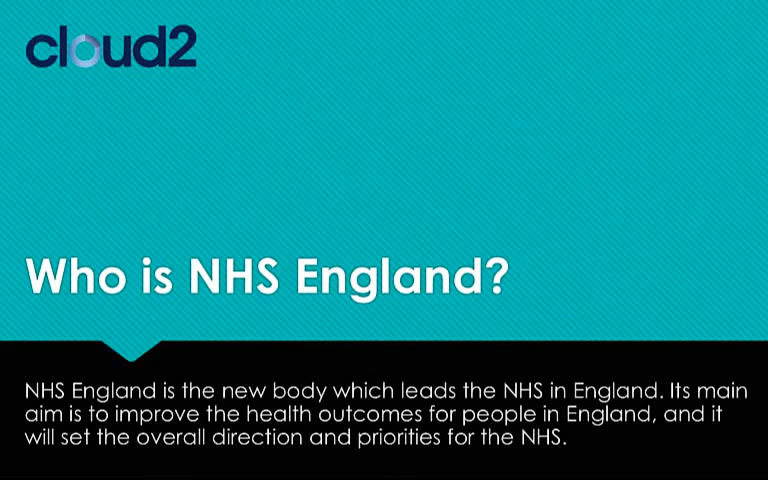 cloud2
Who is NHS England?
NHS England is the new body which leads the NHS in England. Its main
aim is to improve the health outcomes for people in England, and it
will set the overall direction and priorities for the NHS.